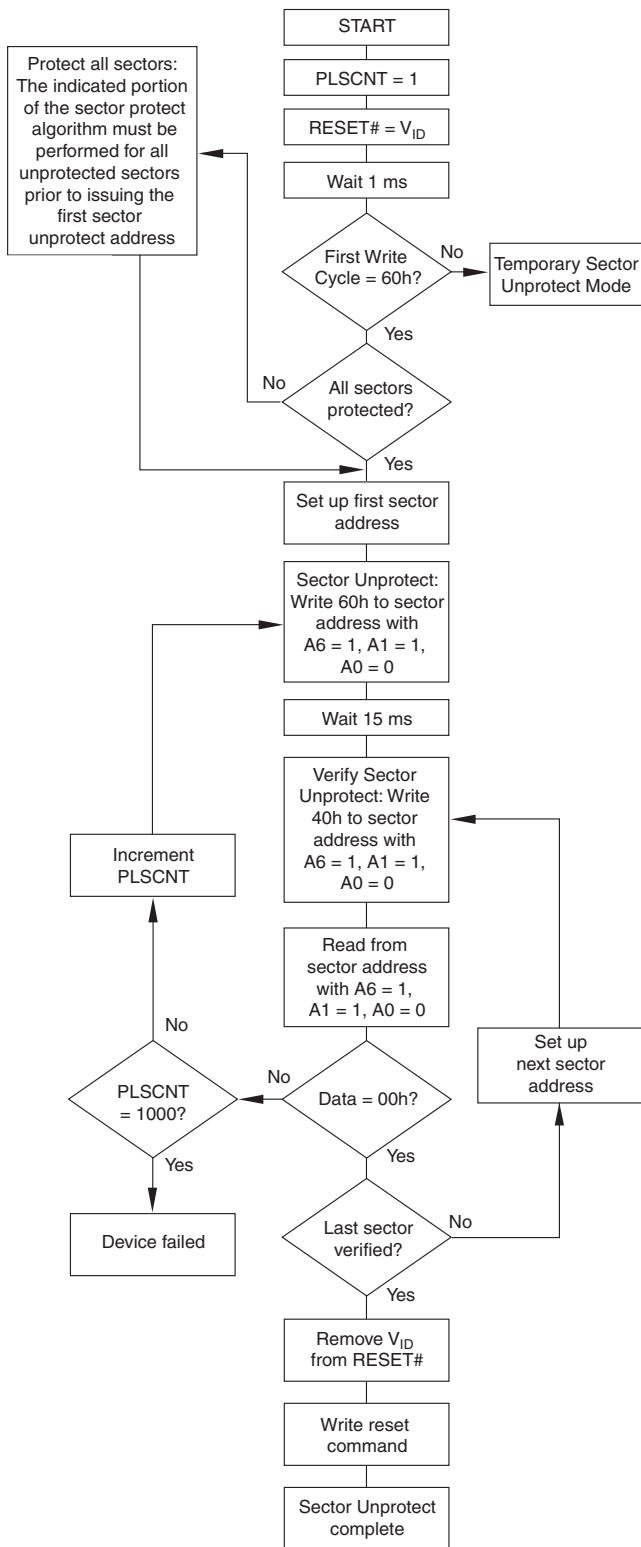 START
Protect all sectors:
The indicated portion
of the sector protect
algorithm must be
performed for all
unprotected sectors
prior to issuing the
first sector
unprotect address
PLSCNT = 1
RESET# = VID
Wait 1 ms
First Write
Cycle = 60h?
No
Temporary Sector
Unprotect Mode
Yes
No
All sectors
protected?
Yes
Set up first sector
address
Sector Unprotect:
Write 60h to sector
address with
A6 = 1, A1 = 1,
A0 = 0
Wait 15 ms
Verify Sector
Unprotect: Write
40h to sector
address with
A6 = 1, A1 = 1,
A0 = 0
Increment
PLSCNT
Read from
sector address
with A6 = 1,
A1 = 1, A0 = 0
No
Set up
next sector
address
PLSCNT
= 1000?
No
Data = 00h?
Yes
Yes
Device failed
Last sector
verified?
No
Yes
Remove VID
from RESET#
Write reset
command
Sector Unprotect
complete